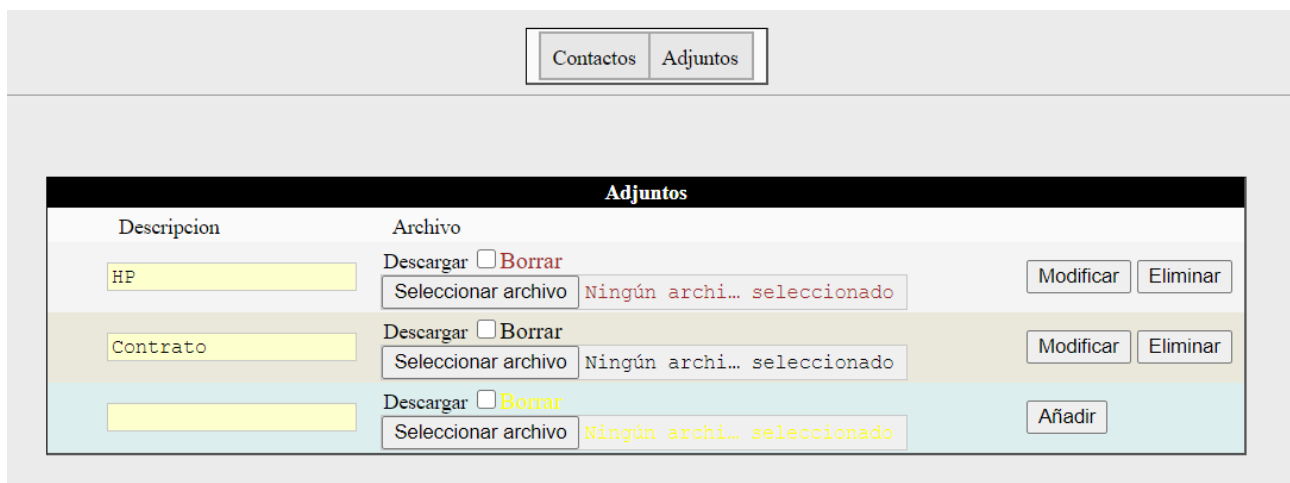 Contactos Adjuntos
Adjuntos
Descripcion Archivo
Descargar Borrar
HP
Seleccionar archivo Ningún archi… seleccionado
Modificar Eliminar
Descargar Borrar
Contrato
Seleccionar archivo Ningún archi… seleccionado
Modificar Eliminar
Descargar Borrar
Seleccionar archivo Ningún archi… seleccionado
Añadir